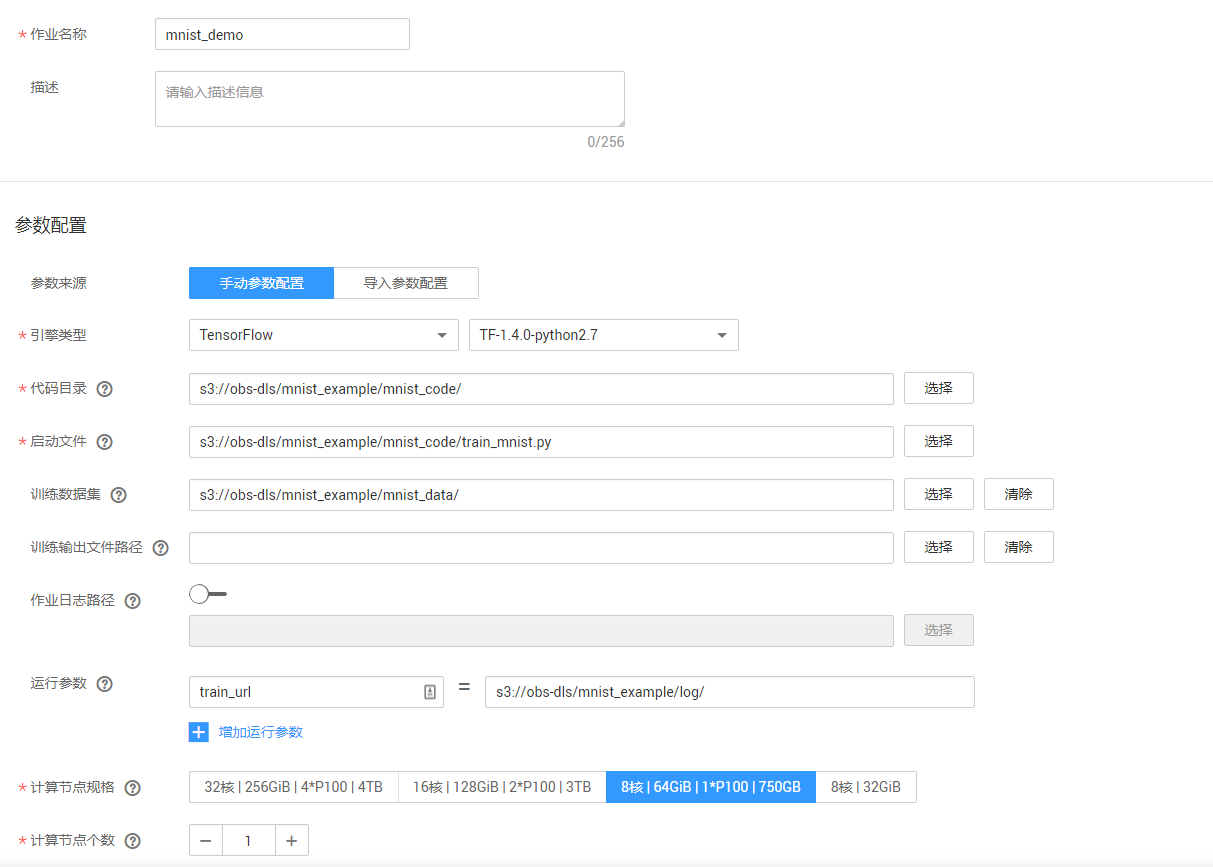 * 作业名称 mnist_demo
描述 请输入描述信息
0/256
参数配置
参数来源 手动参数配置 导入参数配置
* 引擎类型 TensorFlow TF-1.4.0-python2.7
* 代码目录 ? s3://obs-dls/mnist_example/mnist_code/ 选择
* 启动文件 ? s3://obs-dls/mnist_example/mnist_code/train_mnist.py 选择
训练数据集 ? s3://obs-dls/mnist_example/mnist_data/ 选择 清除
训练输出文件路径 ? 选择 清除
作业日志路径 ?
选择
运行参数 ? train_url = s3://obs-dls/mnist_example/log/
+ 增加运行参数
* 计算节点规格 ? 32核 | 256GiB | 4*P100 | 4TB 16核 | 128GiB | 2*P100 | 3TB 8核 | 64GiB | 1*P100 | 750GB 8核 | 32GiB
* 计算节点个数 ? − 1 +